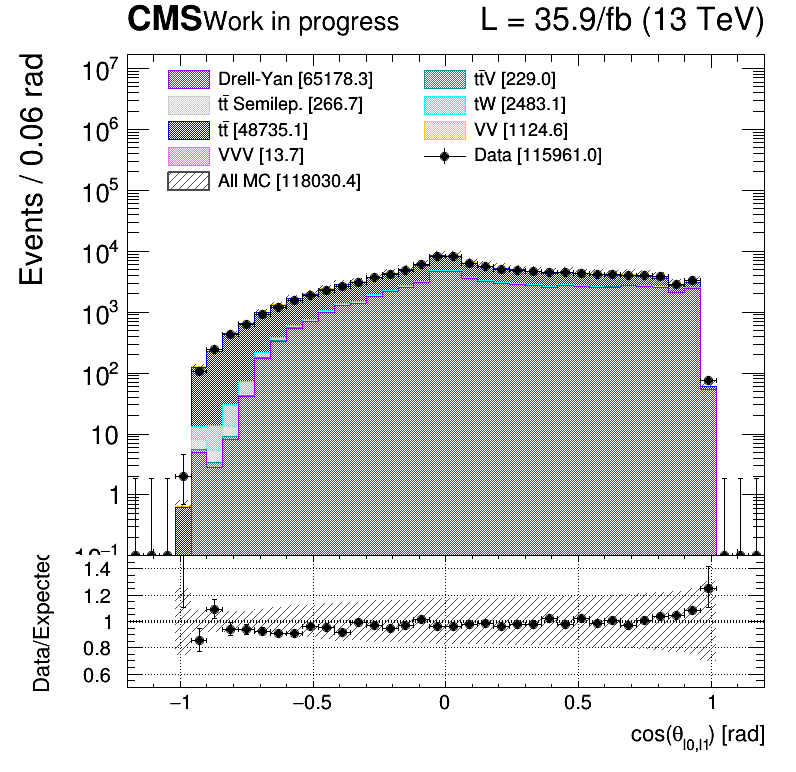 CMS Work in progress L = 35.9/fb (13 TeV)
Events / 0.06 rad
10⁷
10⁶
10⁵
10⁴
10³
10²
10
1
10⁻¹
Drell-Yan [65178.3]
tt̄ Semilep. [266.7]
tt̄ [48735.1]
VVV [13.7]
All MC [118030.4]
tt̄V [229.0]
tW [2483.1]
VV [1124.6]
Data [115961.0]
Data/Expected
1.4
1.2
1
0.8
0.6
−1 −0.5 0 0.5 1
cos(θ_l0,l1) [rad]